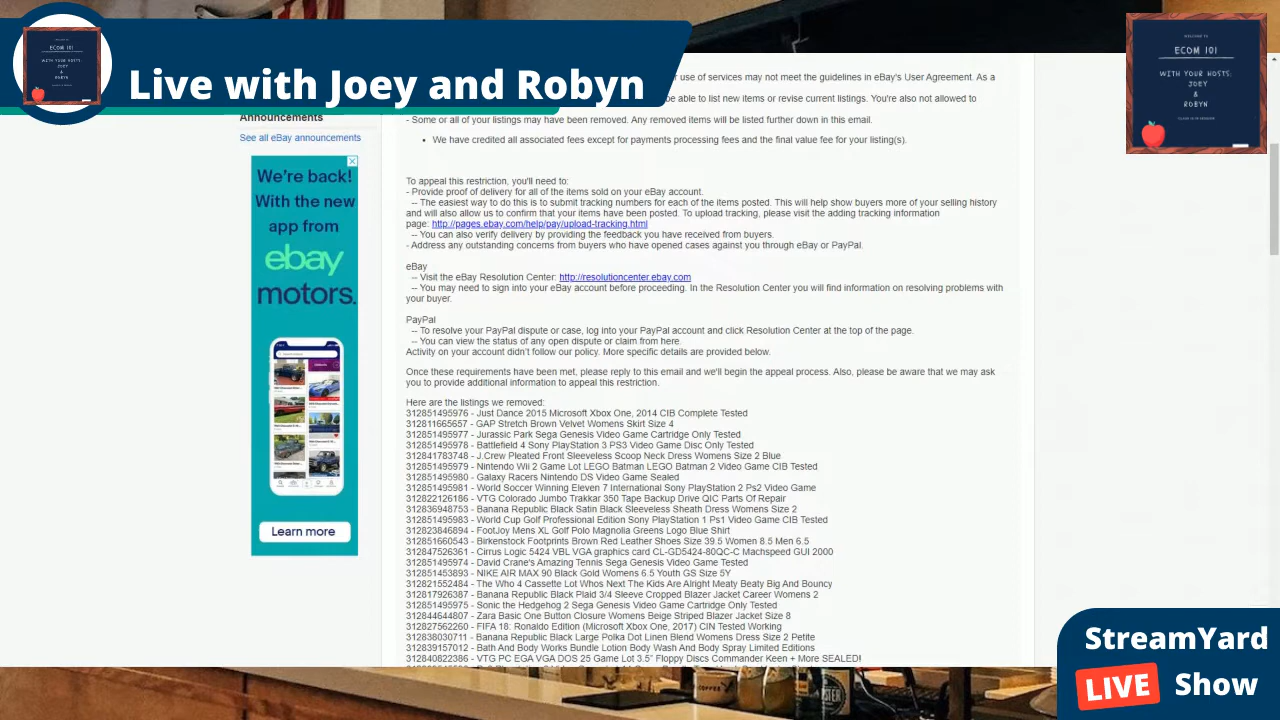 Live with Joey and Robyn
ECOM 101
WITH YOUR HOSTS:
JOEY
&
ROBYN
WELCOME TO
ECOM 101
WITH YOUR HOSTS:
JOEY
&
ROBYN
r use of services may not meet the guidelines in eBay's User Agreement. As a
be able to list new items or revise current listings. You're also not allowed to
- Some or all of your listings may have been removed. Any removed items will be listed further down in this email.
• We have credited all associated fees except for payments processing fees and the final value fee for your listing(s).
Announcements
See all eBay announcements
We're back!
With the new
app from
ebay
motors.
Learn more
To appeal this restriction, you'll need to:
- Provide proof of delivery for all of the items sold on your eBay account.
-- The easiest way to do this is to submit tracking numbers for each of the items posted. This will help show buyers more of your selling history
and will also allow us to confirm that your items have been posted. To upload tracking, please visit the adding tracking information
page: http://pages.ebay.com/help/pay/upload-tracking.html
-- You can also verify delivery by providing the feedback you have received from buyers.
- Address any outstanding concerns from buyers who have opened cases against you through eBay or PayPal.
eBay
-- Visit the eBay Resolution Center: http://resolutioncenter.ebay.com
-- You may need to sign into your eBay account before proceeding. In the Resolution Center you will find information on resolving problems with
your buyer.
PayPal
-- To resolve your PayPal dispute or case, log into your PayPal account and click Resolution Center at the top of the page.
-- You can view the status of any open dispute or claim from here.
Activity on your account didn't follow our policy. More specific details are provided below.
Once these requirements have been met, please reply to this email and we'll begin the appeal process. Also, please be aware that we may ask
you to provide additional information to appeal this restriction.
Here are the listings we removed:
312851495976 - Just Dance 2015 Microsoft Xbox One, 2014 CIB Complete Tested
312811665657 - GAP Stretch Brown Velvet Womens Skirt Size 4
312851495977 - Jurassic Park Sega Genesis Video Game Cartridge Only Tested
312851495978 - Battlefield 4 Sony PlayStation 3 PS3 Video Game Disc Only Tested
312841783748 - J.Crew Pleated Front Sleeveless Scoop Neck Dress Womens Size 2 Blue
312851495979 - Nintendo Wii 2 Game Lot LEGO Batman LEGO Batman 2 Video Game CIB Tested
312851495980 - Galaxy Racers Nintendo DS Video Game Sealed
312851495981 - World Soccer Winning Eleven 7 International Sony PlayStation 2 Ps2 Video Game
312822126186 - VTG Colorado Jumbo Trakkar 350 Tape Backup Drive QIC Parts Of Repair
312836948753 - Banana Republic Black Satin Black Sleeveless Sheath Dress Womens Size 2
312851495983 - World Cup Golf Professional Edition Sony PlayStation 1 Ps1 Video Game CIB Tested
312823846694 - FootJoy Mens XL Golf Polo Magnolia Greens Logo Blue Shirt
312851660543 - Birkenstock Footprints Brown Red Leather Shoes Size 39.5 Women 8.5 Men 6.5
312847526361 - Cirrus Logic 5424 VBL VGA graphics card CL-GD5424-80QC-C Machspeed GUI 2000
312851495974 - David Crane's Amazing Tennis Sega Genesis Video Game Tested
312851453893 - NIKE AIR MAX 90 Black Gold Womens 6.5 Youth GS Size 5Y
312821552484 - The Who 4 Cassette Lot Whos Next The Kids Are Alright Meaty Beaty Big And Bouncy
312817926387 - Banana Republic Black Plaid 3/4 Sleeve Cropped Blazer Jacket Career Womens 2
312851495975 - Sonic the Hedgehog 2 Sega Genesis Video Game Cartridge Only Tested
312844644807 - Zara Basic One Button Closure Womens Beige Striped Blazer Jacket Size 8
312827562260 - FIFA 18: Ronaldo Edition (Microsoft Xbox One, 2017) CIN Tested Working
312838030711 - Banana Republic Black Large Polka Dot Linen Blend Womens Dress Size 2 Petite
312839157012 - Bath And Body Works Bundle Lotion Body Wash And Body Spray Limited Editions
312840822386 - VTG PC EGA VGA DOS 25 Game Lot 3.5" Floppy Discs Commander Keen + More SEALED!
COFFEE
StreamYard
LIVE Show